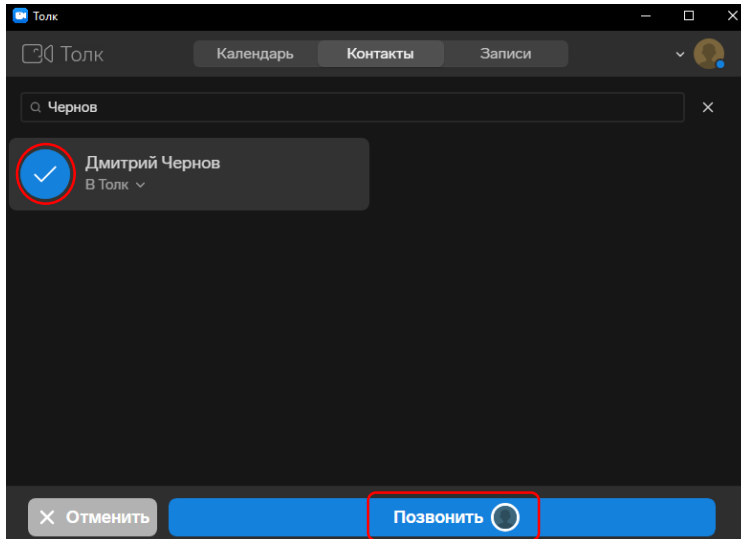 Толк
Толк
Календарь Контакты Записи
Чернов
Дмитрий Чернов
В Толк
Отменить
Позвонить